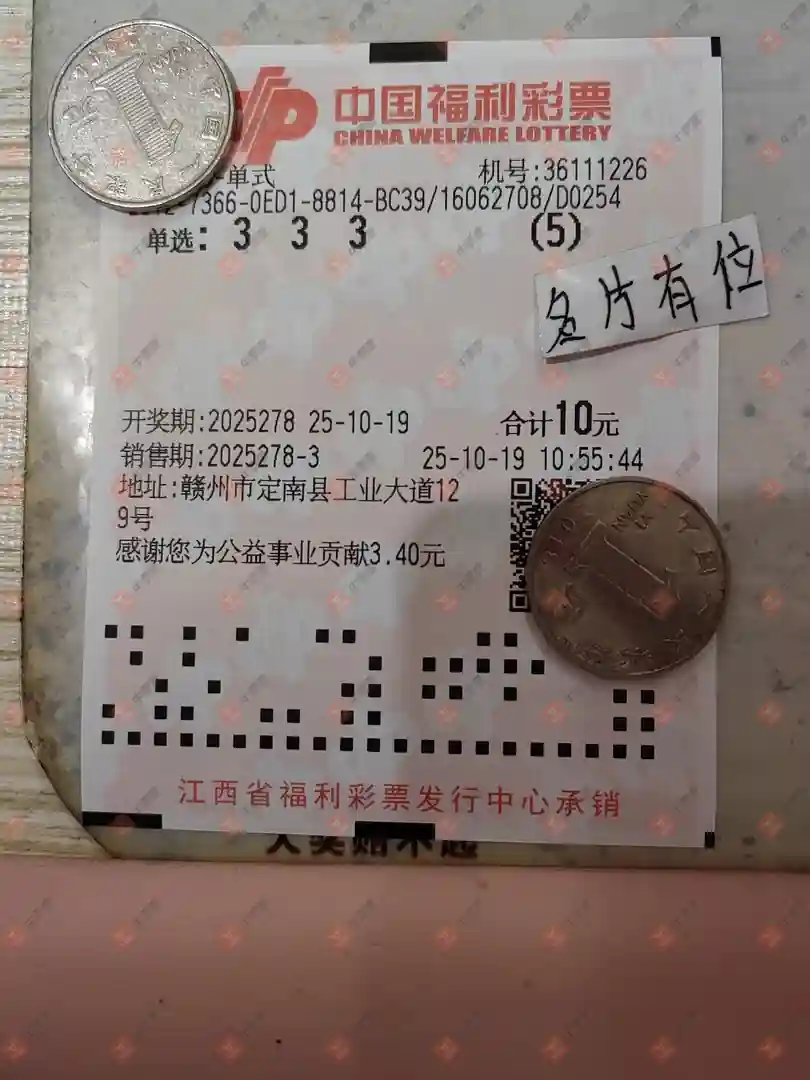 中国福利彩票
CHINA WELFARE LOTTERY
单式 机号:36111226
7366-0ED1-8814-BC39/16062708/D0254
单选: 3 3 3 (5)
名片有位
开奖期:2025278 25-10-19 合计10元
销售期:2025278-3 25-10-19 10:55:44
地址:赣州市定南县工业大道12
9号
感谢您为公益事业贡献3.40元
江西省福利彩票发行中心承销